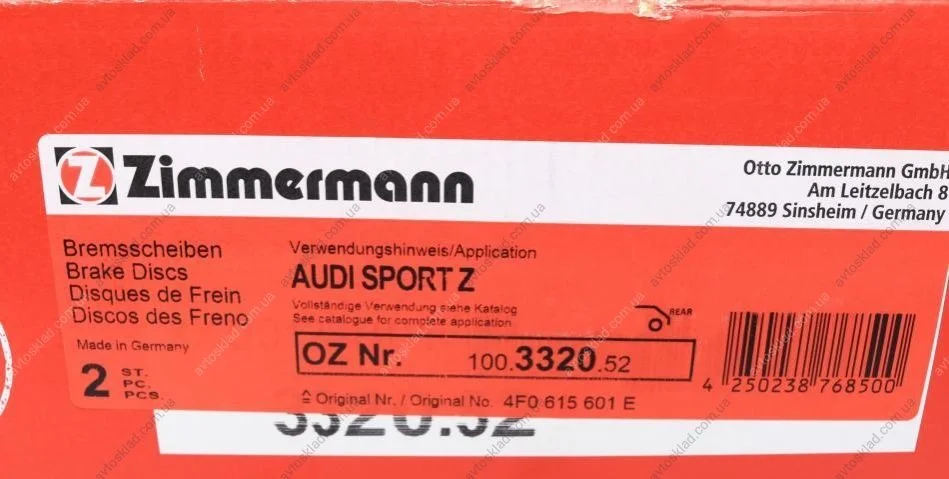 Z Zimmermann
Otto Zimmermann GmbH
Am Leitzelbach 8
74889 Sinsheim / Germany
Bremsscheiben
Brake Discs
Disques de Frein
Discos des Freno
Made in Germany
2 ST.
PC.
PCS.
Verwendungshinweis/Application
AUDI SPORT Z
Vollständige Verwendung siehe Katalog
See catalogue for complete application
REAR
OZ Nr. 100.3320.52
≙ Original Nr. / Original No. 4F0 615 601 E
4 250238 768500
3320.52
avtosklad.com.ua